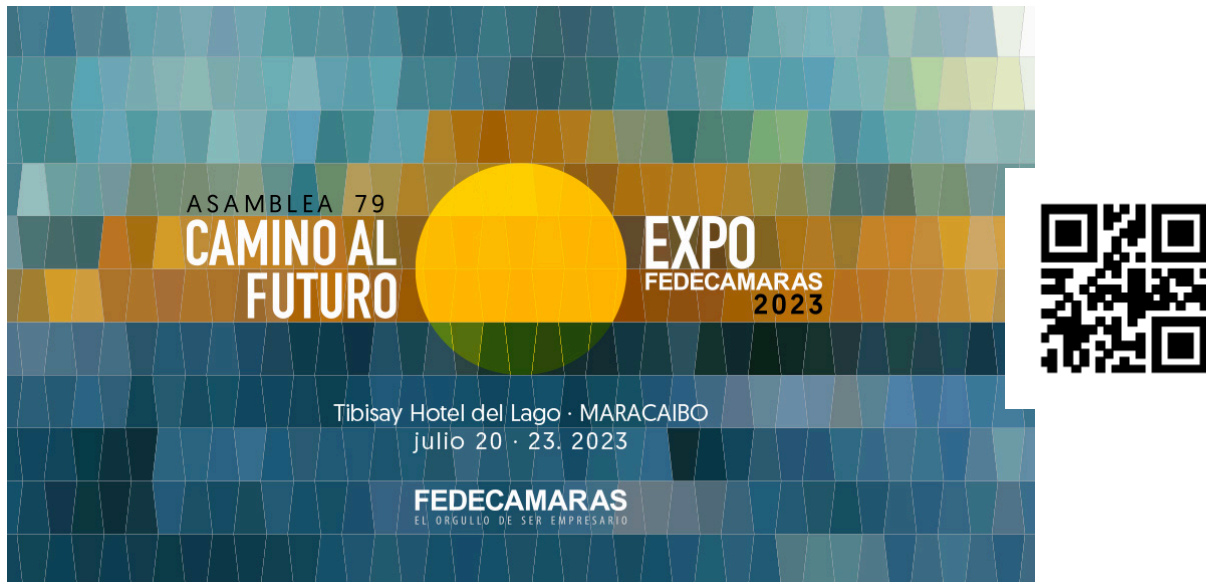 ASAMBLEA 79
CAMINO AL
FUTURO
EXPO
FEDECAMARAS
2023
Tibisay Hotel del Lago · MARACAIBO
julio 20 · 23. 2023
FEDECAMARAS
EL ORGULLO DE SER EMPRESARIO